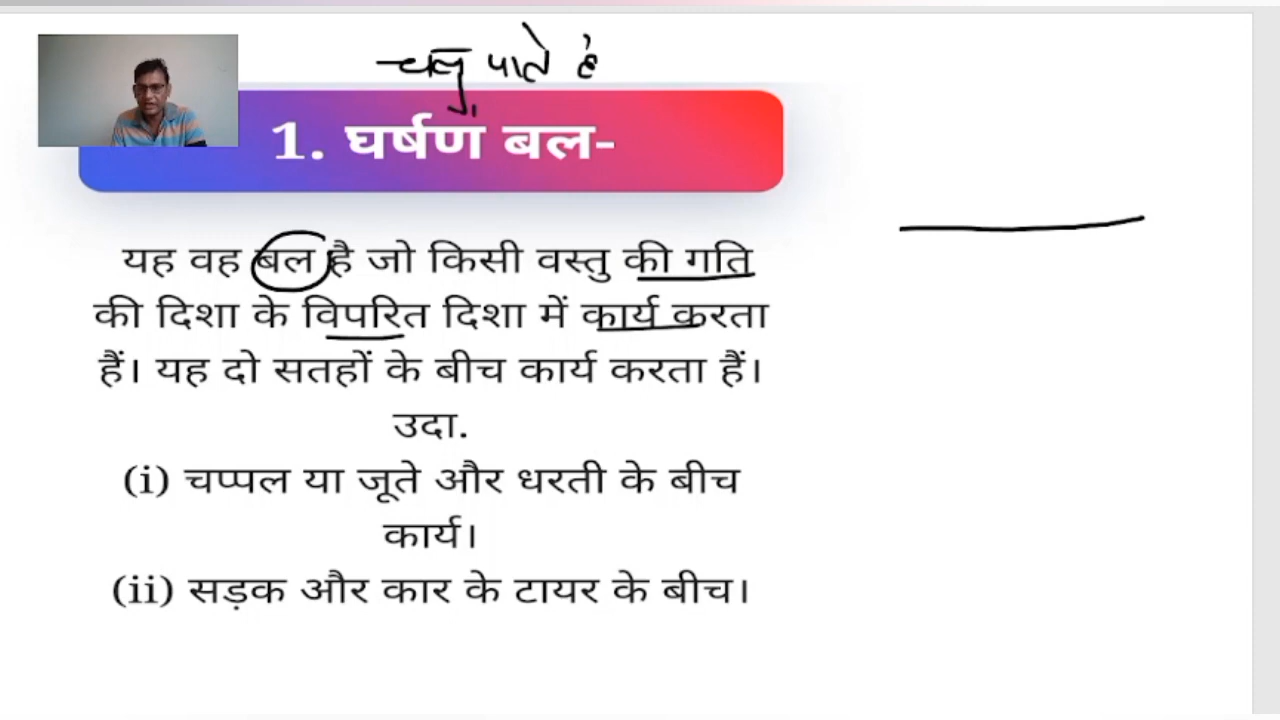 चल पाते हैं
1. घर्षण बल-
यह वह बल है जो किसी वस्तु की गति
की दिशा के विपरित दिशा में कार्य करता
हैं। यह दो सतहों के बीच कार्य करता हैं।
उदा.
(i) चप्पल या जूते और धरती के बीच
कार्य।
(ii) सड़क और कार के टायर के बीच।